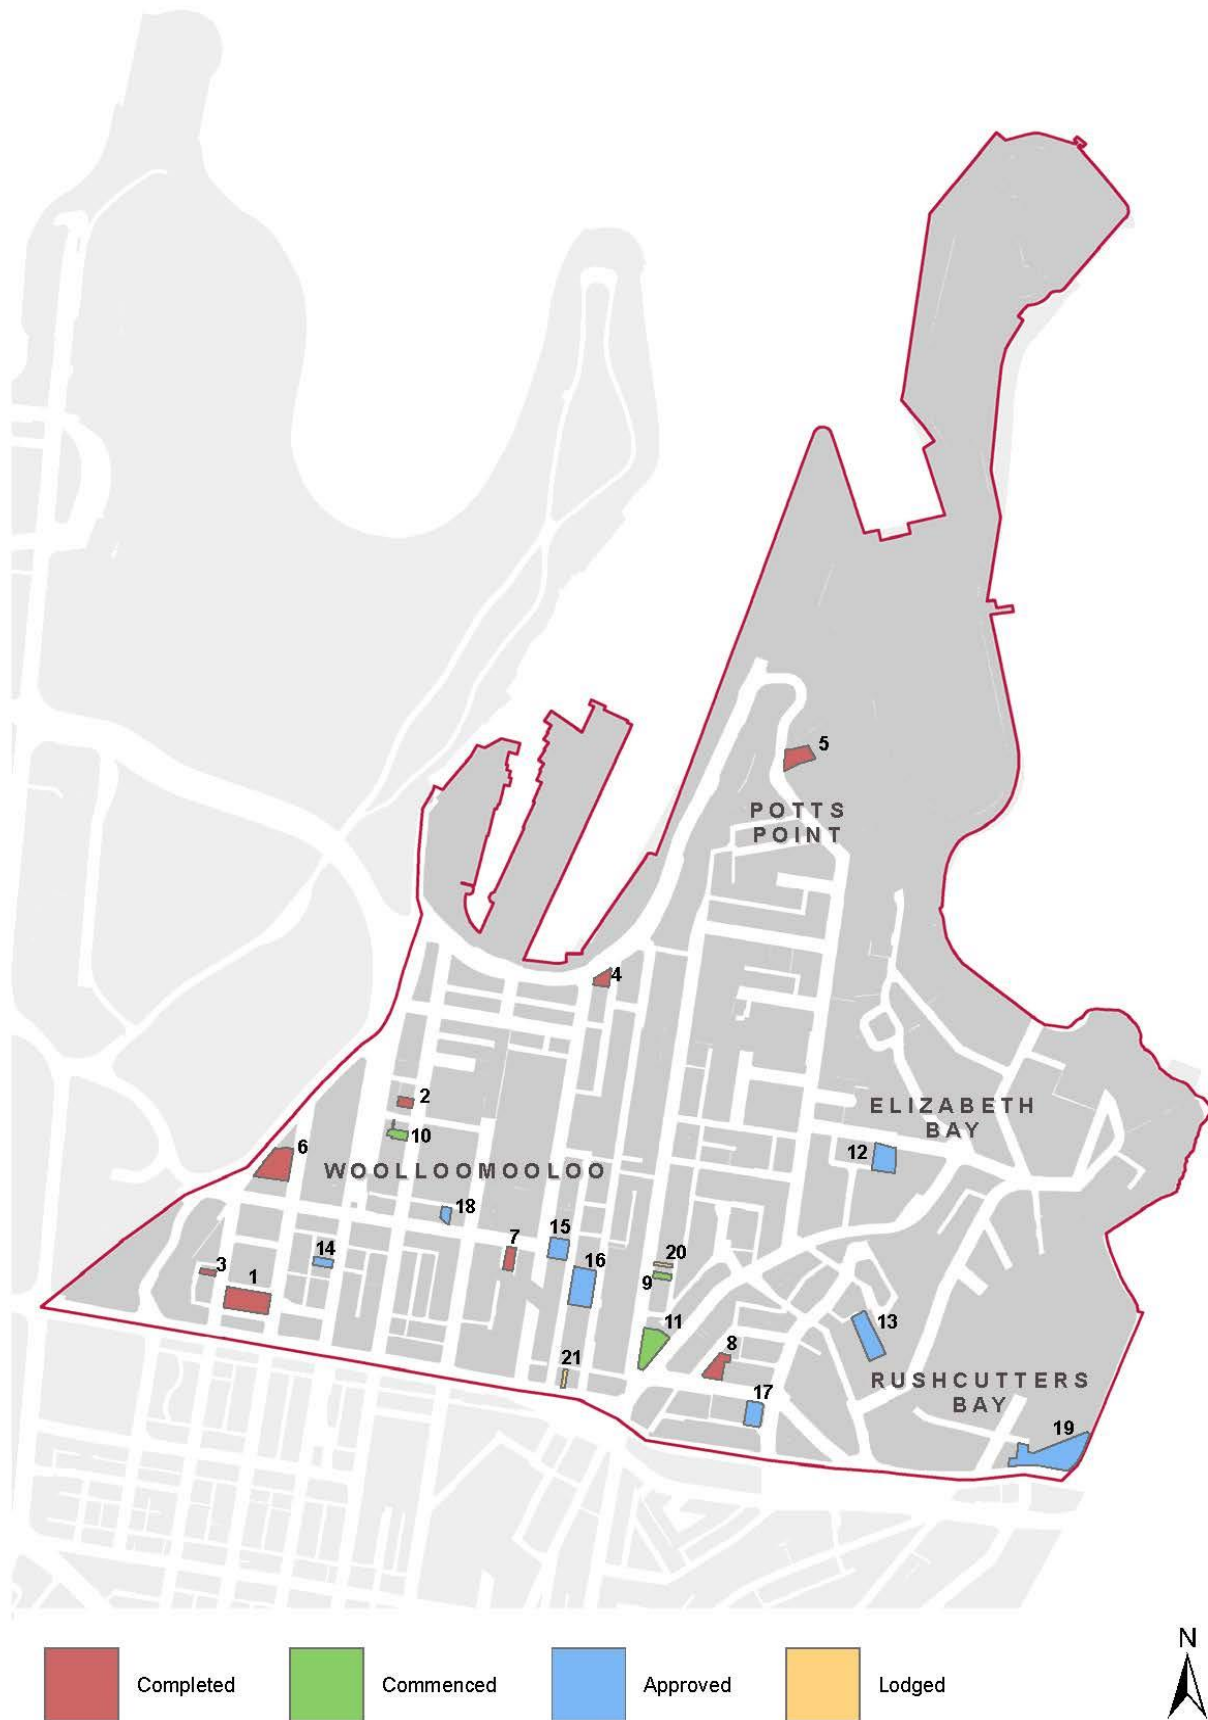 5
POTTS
POINT
4
2
10
ELIZABETH
BAY
6
12
WOOLLOOMOOLOO
18
7
15
16
20
9
3
1
14
11
13
8
21
17
RUSHCUTTERS
BAY
19
N
Completed
Commenced
Approved
Lodged